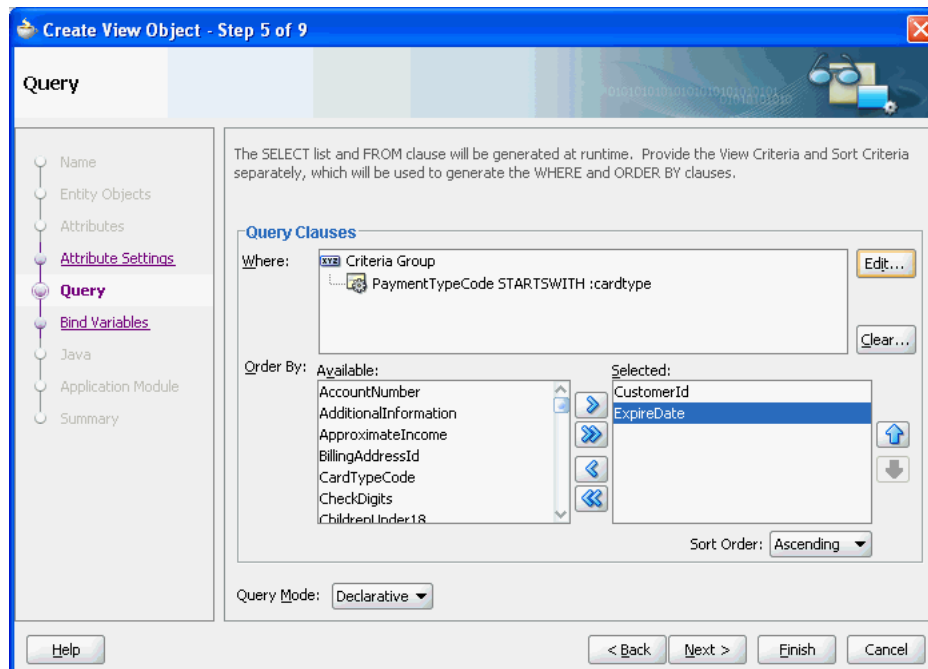 Create View Object - Step 5 of 9
Query
Name
Entity Objects
Attributes
Attribute Settings
Query
Bind Variables
Java
Application Module
Summary
The SELECT list and FROM clause will be generated at runtime. Provide the View Criteria and Sort Criteria
separately, which will be used to generate the WHERE and ORDER BY clauses.
Query Clauses
Where:
XYZ Criteria Group
PaymentTypeCode STARTSWITH :cardtype
Edit...
Clear...
Order By:
Available:
AccountNumber
AdditionalInformation
ApproximateIncome
BillingAddressId
CardTypeCode
CheckDigits
ChildrenUnder18
Selected:
CustomerId
ExpireDate
Sort Order: Ascending
Query Mode: Declarative
Help
< Back
Next >
Finish
Cancel